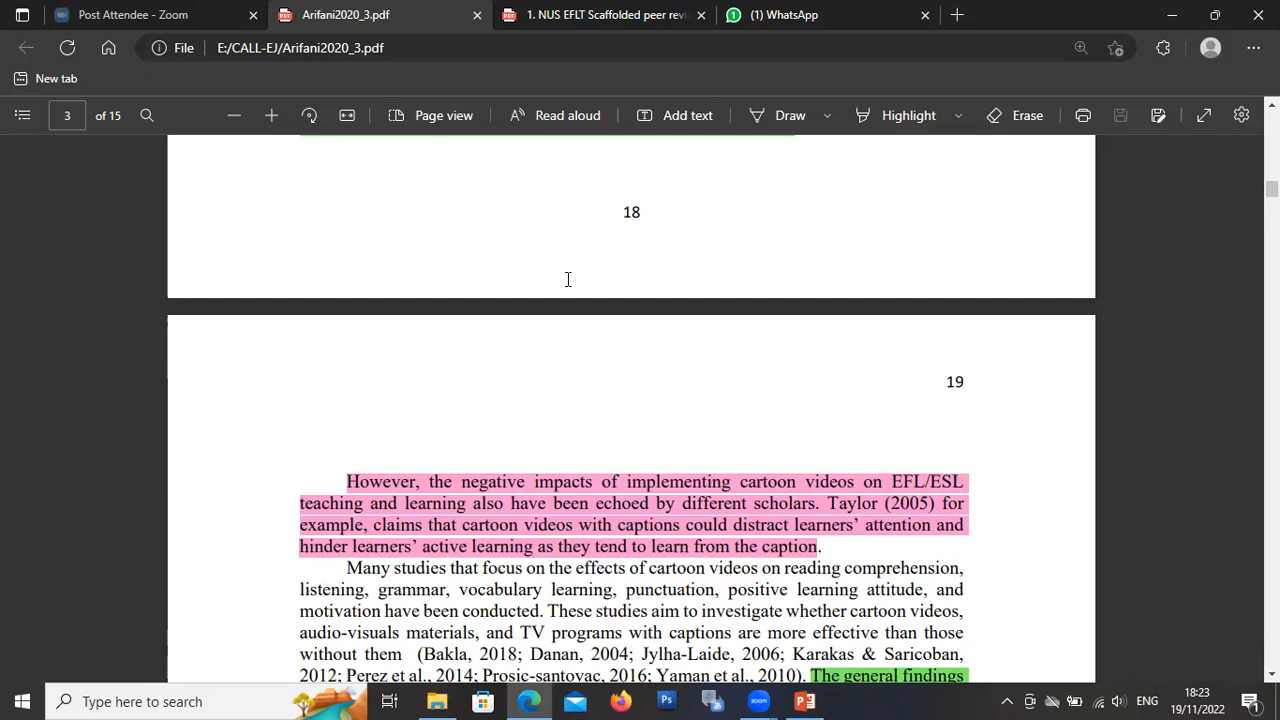 Post Attendee - Zoom
Arifani2020_3.pdf
1. NUS EFLT Scaffolded peer revi
(1) WhatsApp
File
E:/CALL-EJ/Arifani2020_3.pdf
New tab
3 of 15
Page view
Read aloud
Add text
Draw
Highlight
Erase
18
19
However, the negative impacts of implementing cartoon videos on EFL/ESL
teaching and learning also have been echoed by different scholars. Taylor (2005) for
example, claims that cartoon videos with captions could distract learners’ attention and
hinder learners’ active learning as they tend to learn from the caption.
Many studies that focus on the effects of cartoon videos on reading comprehension,
listening, grammar, vocabulary learning, punctuation, positive learning attitude, and
motivation have been conducted. These studies aim to investigate whether cartoon videos,
audio-visuals materials, and TV programs with captions are more effective than those
without them (Bakla, 2018; Danan, 2004; Jylha-Laide, 2006; Karakas & Saricoban,
2012; Perez et al., 2014; Prosic-santovac, 2016; Yaman et al., 2010). The general findings
Type here to search
Ps
zoom
ENG
18:23
19/11/2022
1